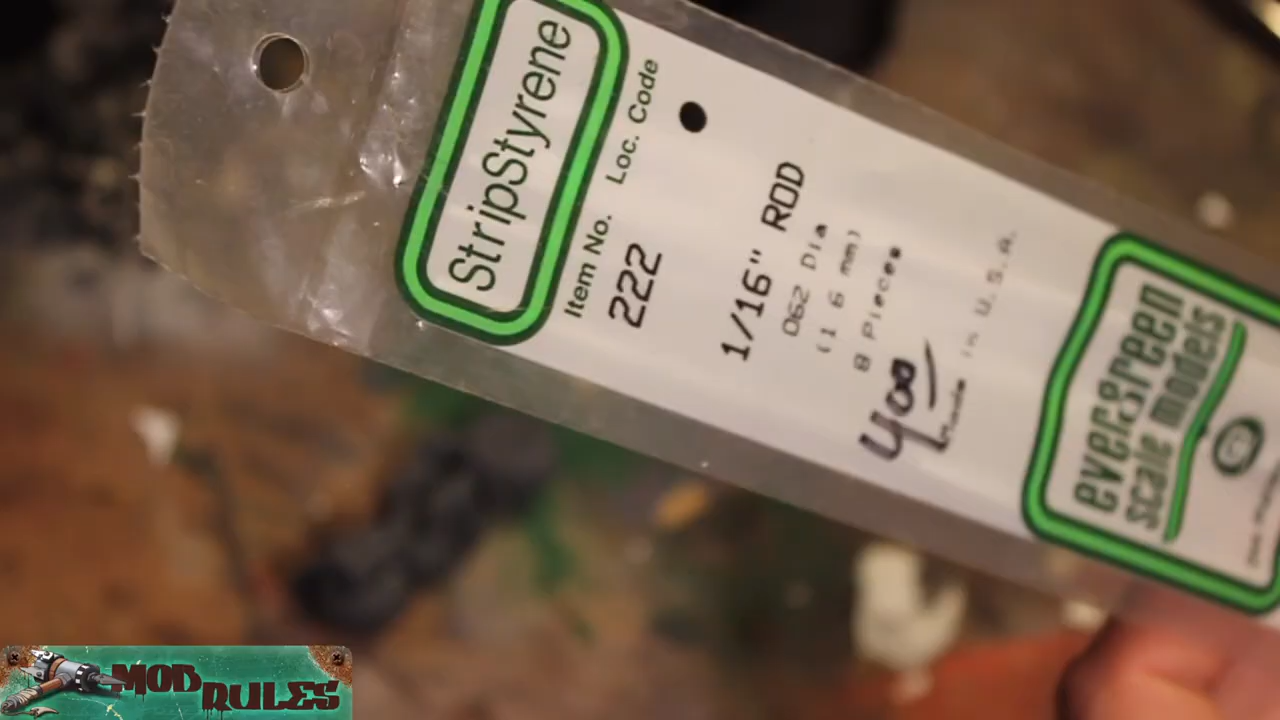 StripStyrene
Item No. Loc. Code
222
1/16" ROD
062 Dia
(1 6 mm)
8 Pieces
400
Made in U.S.A.
evergreen
scale models
MOD RULES